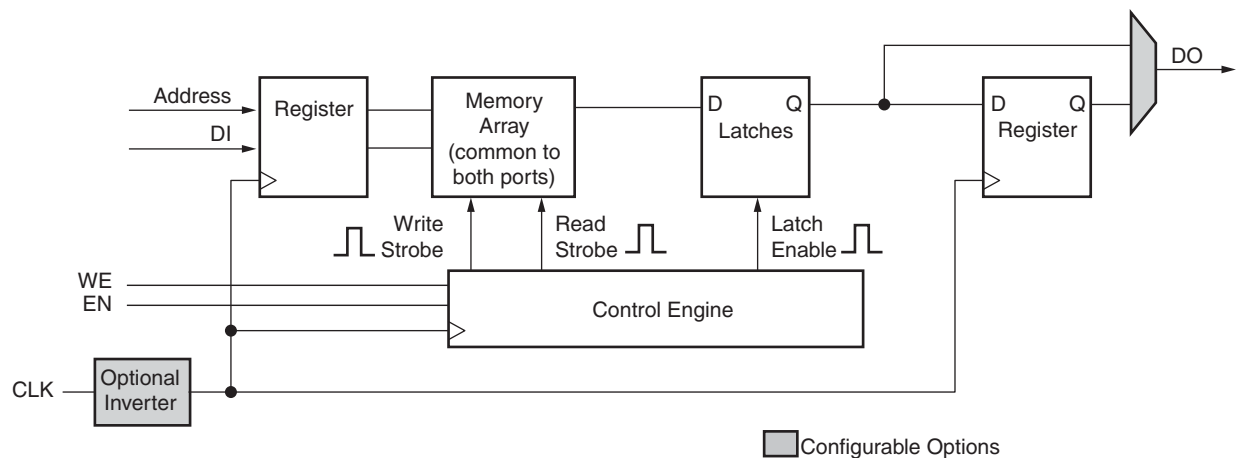 Address
DI
Register
Memory
Array
(common to
both ports)
D Q
Latches
D Q
Register
DO
Write
Strobe
Read
Strobe
Latch
Enable
WE
EN
Control Engine
CLK
Optional
Inverter
Configurable Options